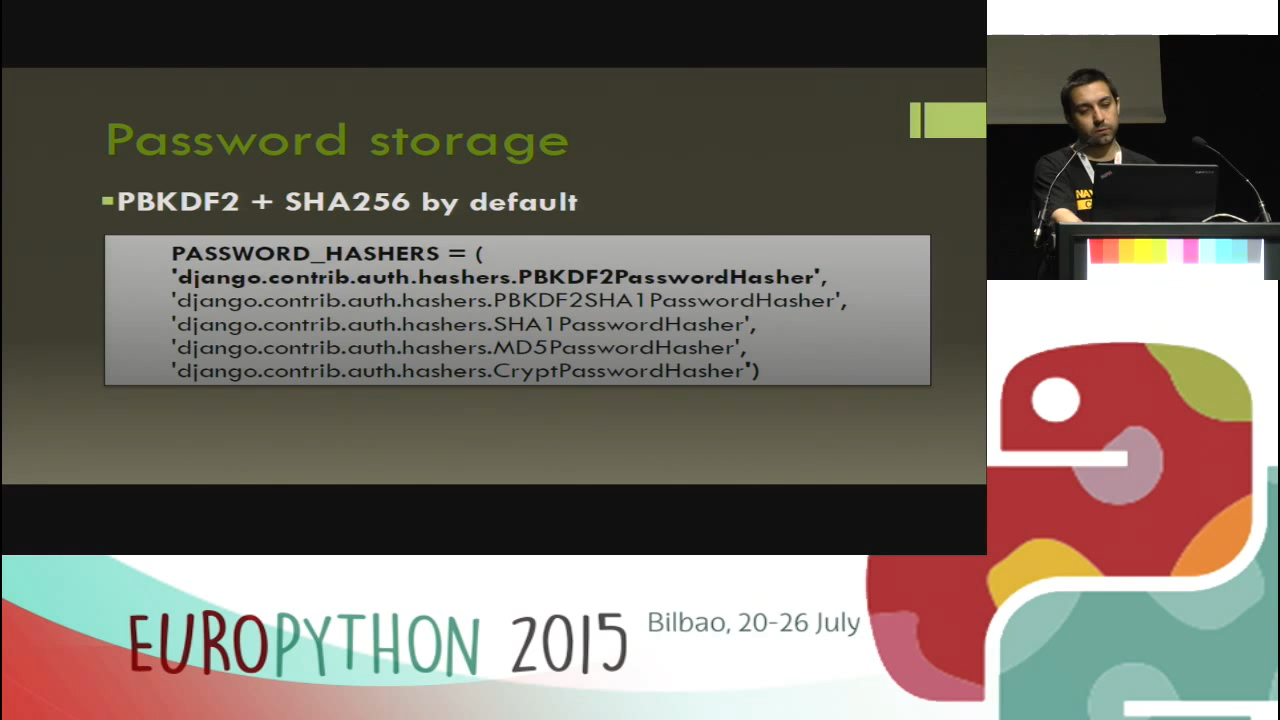 Password storage
PBKDF2 + SHA256 by default
PASSWORD_HASHERS = (
'django.contrib.auth.hashers.PBKDF2PasswordHasher',
'django.contrib.auth.hashers.PBKDF2SHA1PasswordHasher',
'django.contrib.auth.hashers.SHA1PasswordHasher',
'django.contrib.auth.hashers.MD5PasswordHasher',
'django.contrib.auth.hashers.CryptPasswordHasher')
EUROPYTHON 2015
Bilbao, 20-26 July